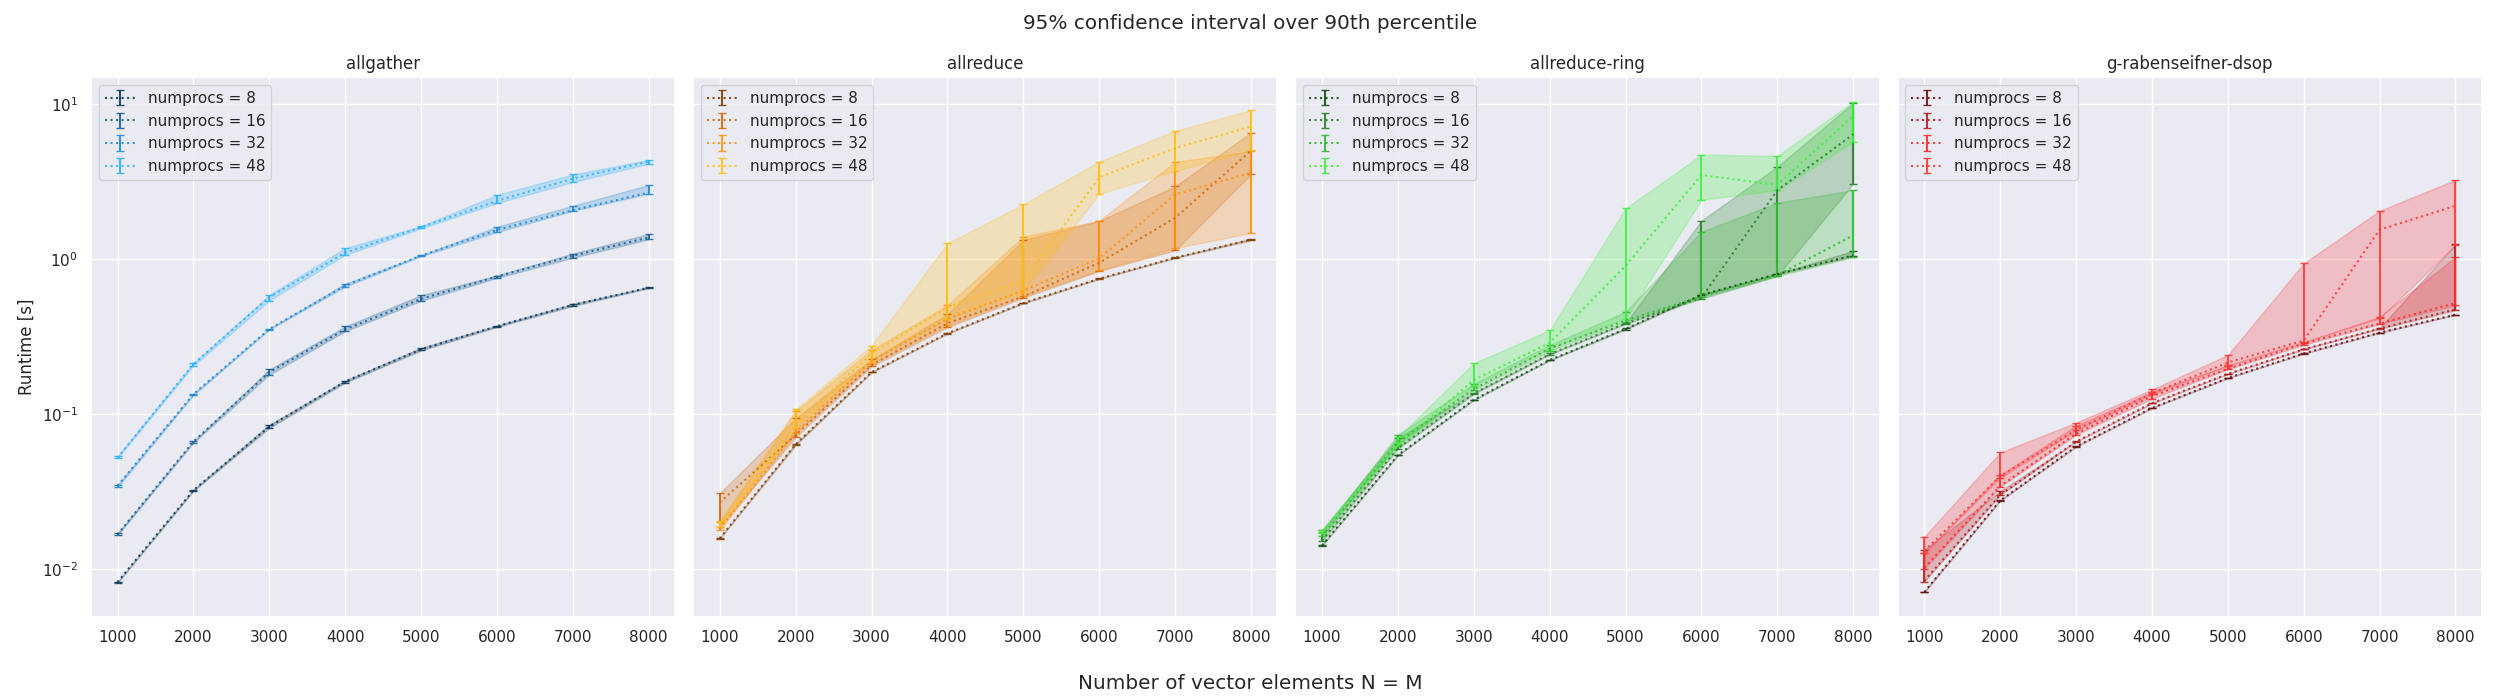 95% confidence interval over 90th percentile
allgather
allreduce
allreduce-ring
g-rabenseifner-dsop
numprocs = 8
numprocs = 16
numprocs = 32
numprocs = 48
numprocs = 8
numprocs = 16
numprocs = 32
numprocs = 48
numprocs = 8
numprocs = 16
numprocs = 32
numprocs = 48
numprocs = 8
numprocs = 16
numprocs = 32
numprocs = 48
Runtime [s]
10¹
10⁰
10⁻¹
10⁻²
1000 2000 3000 4000 5000 6000 7000 8000
1000 2000 3000 4000 5000 6000 7000 8000
1000 2000 3000 4000 5000 6000 7000 8000
1000 2000 3000 4000 5000 6000 7000 8000
Number of vector elements N = M